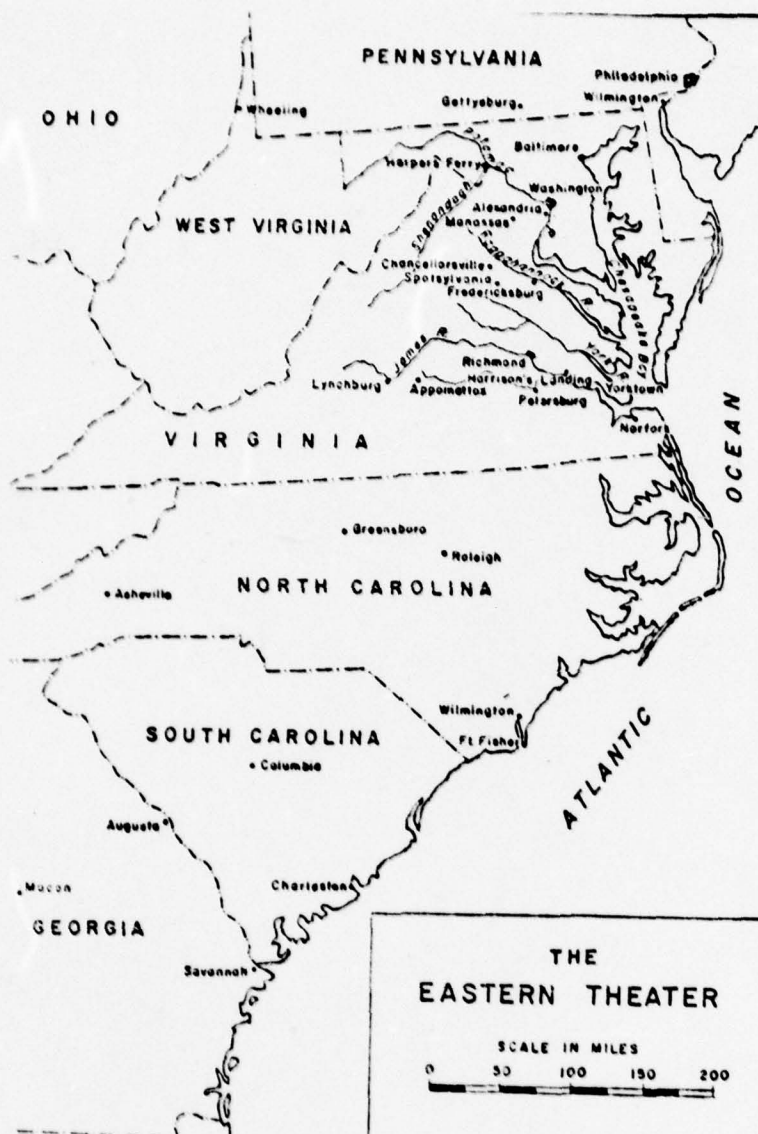 PENNSYLVANIA
Philadelphia
Wilmington
Gettysburg
Wheeling
OHIO
Potomac
Baltimore
Harpers Ferry
Washington
Shenandoah
Alexandria
Manassas
WEST VIRGINIA
Rappahannock R.
Chancellorsville
Spotsylvania
Fredericksburg
Chesapeake Bay
James R.
York R.
Richmond
Lynchburg
Appomattox
Harrison's Landing
Yorktown
Petersburg
Norfolk
VIRGINIA
OCEAN
Greensboro
Raleigh
NORTH CAROLINA
Asheville
Wilmington
Ft. Fisher
SOUTH CAROLINA
Columbia
ATLANTIC
Augusta
Macon
Charleston
GEORGIA
Savannah
THE
EASTERN THEATER
SCALE IN MILES
0 50 100 150 200